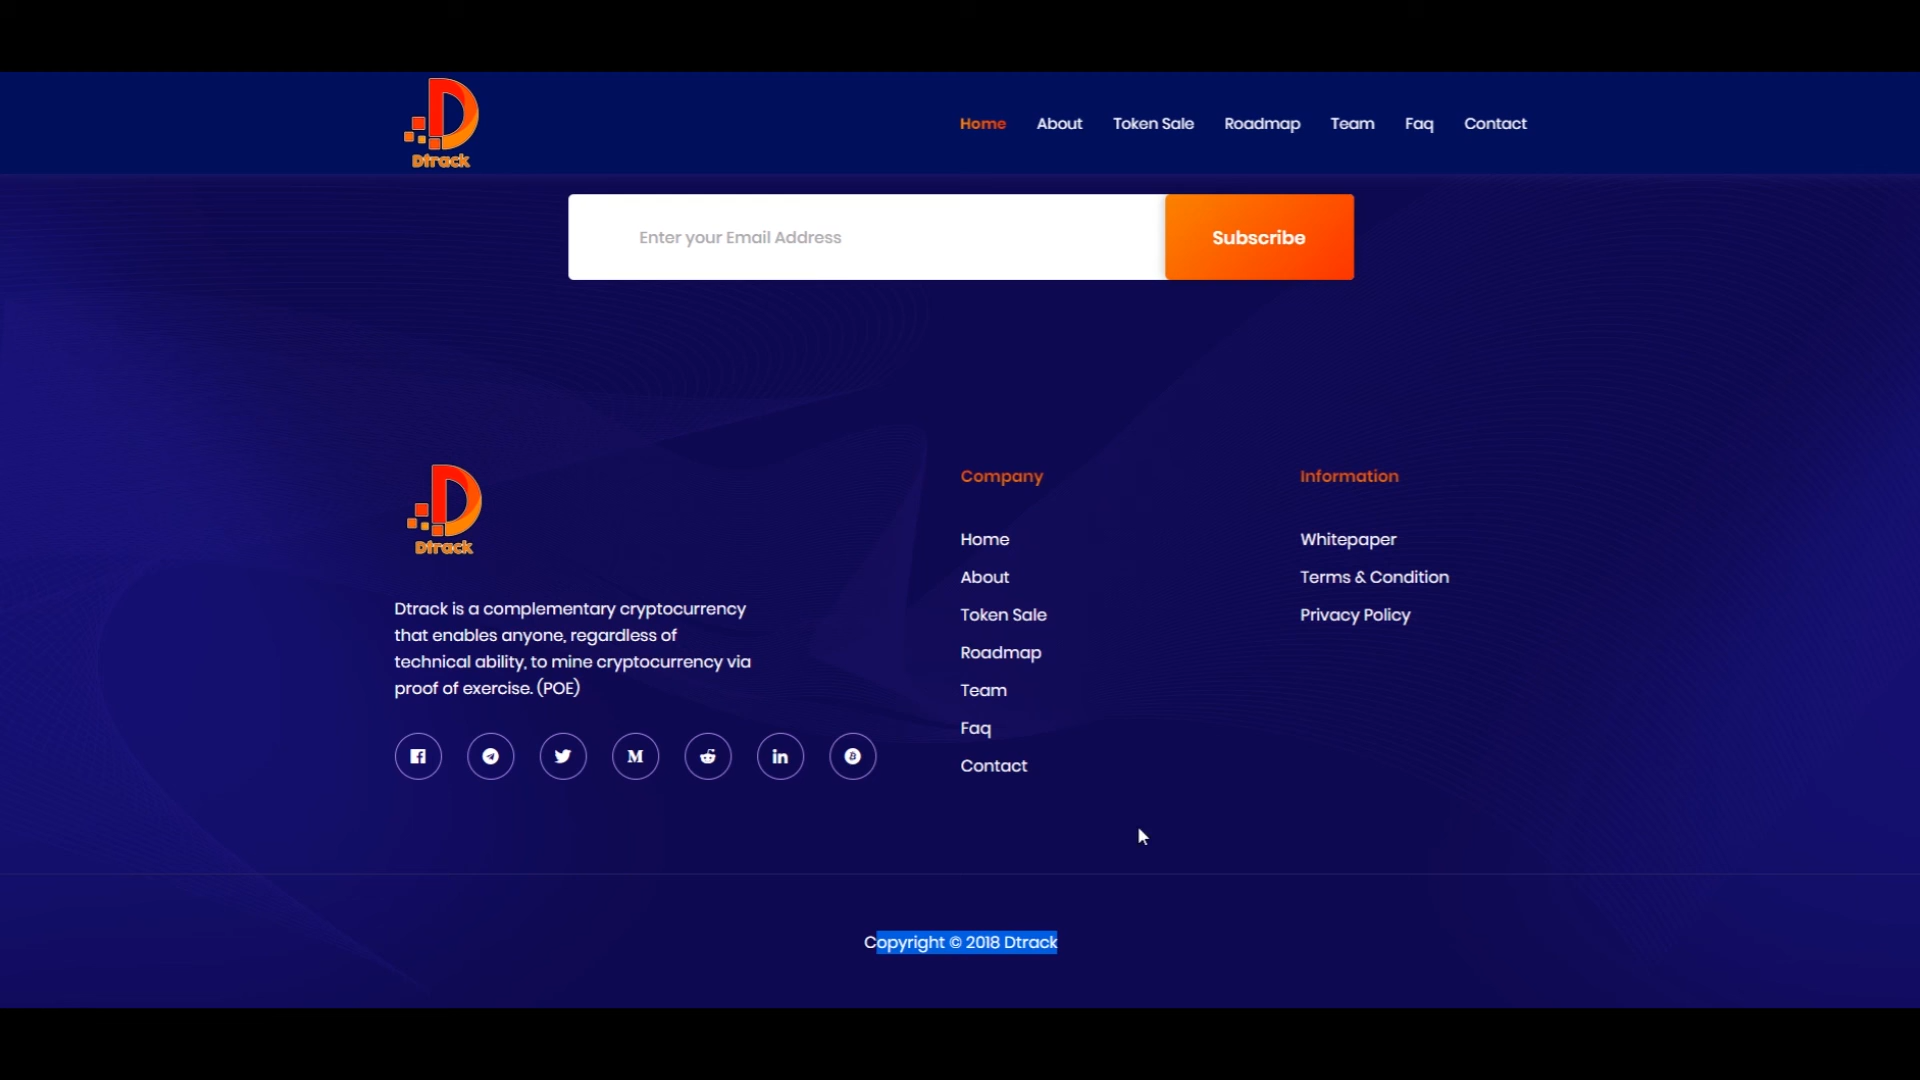 Dtrack
Home About Token Sale Roadmap Team Faq Contact
Enter your Email Address
Subscribe
Dtrack
Dtrack is a complementary cryptocurrency
that enables anyone, regardless of
technical ability, to mine cryptocurrency via
proof of exercise. (POE)
Company
Home
About
Token Sale
Roadmap
Team
Faq
Contact
Information
Whitepaper
Terms & Condition
Privacy Policy
Copyright © 2018 Dtrack